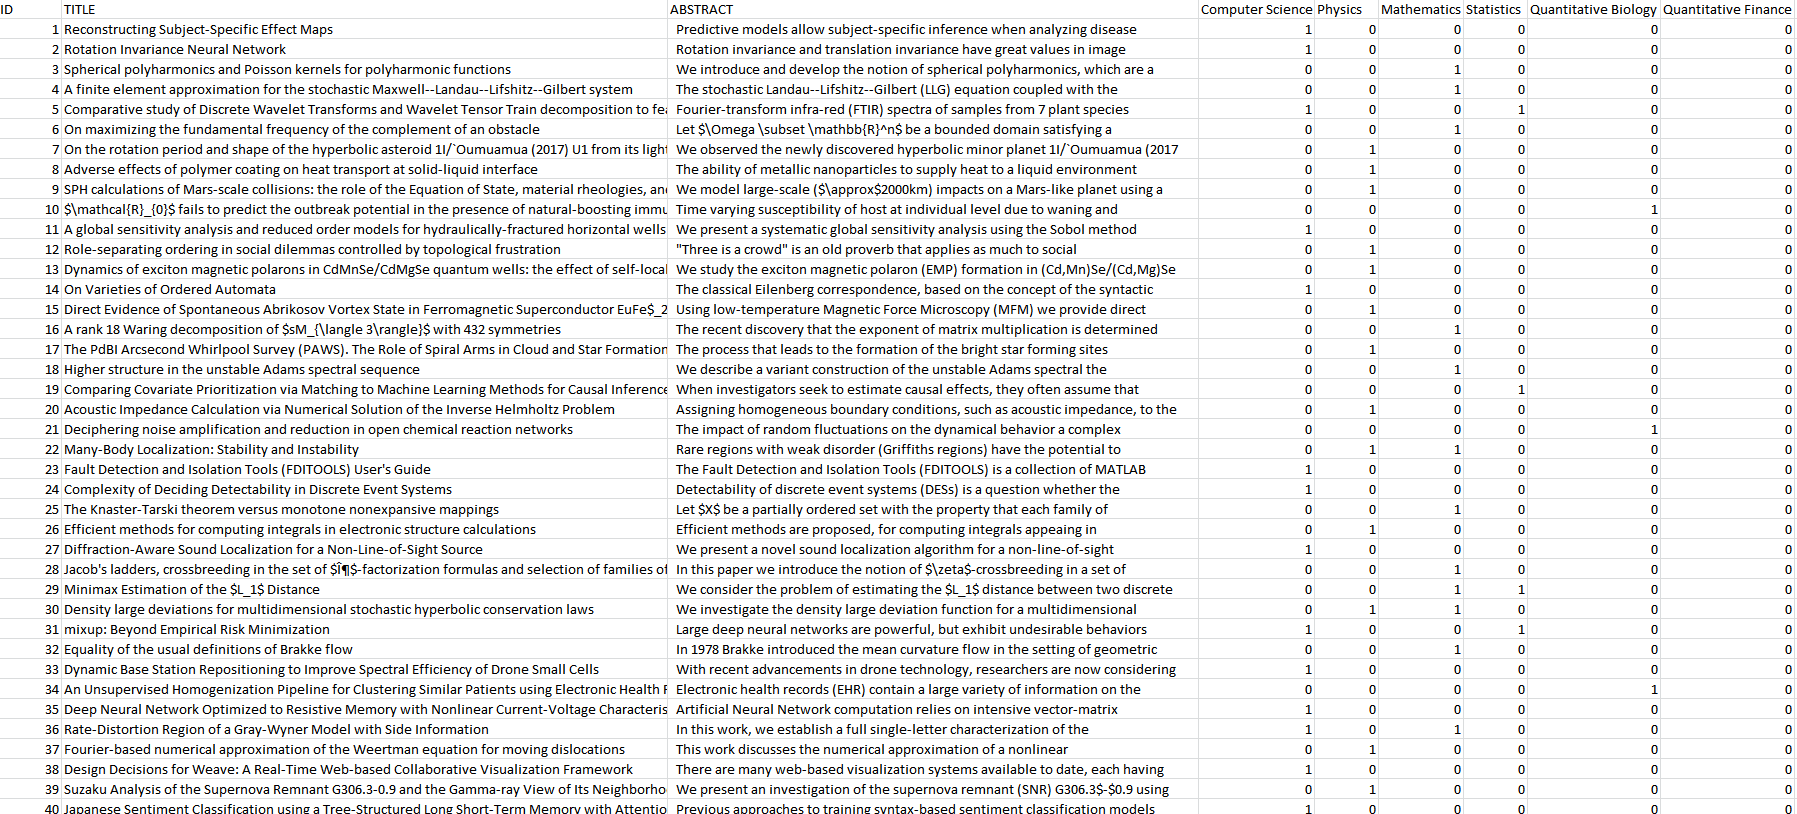 ID TITLE ABSTRACT Computer Science Physics Mathematics Statistics Quantitative Biology Quantitative Finance
1 Reconstructing Subject-Specific Effect Maps Predictive models allow subject-specific inference when analyzing disease 1 0 0 0 0 0
2 Rotation Invariance Neural Network Rotation invariance and translation invariance have great values in image 1 0 0 0 0 0
3 Spherical polyharmonics and Poisson kernels for polyharmonic functions We introduce and develop the notion of spherical polyharmonics, which are a 0 0 1 0 0 0
4 A finite element approximation for the stochastic Maxwell--Landau--Lifshitz--Gilbert system The stochastic Landau--Lifshitz--Gilbert (LLG) equation coupled with the 0 0 1 0 0 0
5 Comparative study of Discrete Wavelet Transforms and Wavelet Tensor Train decomposition to fea Fourier-transform infra-red (FTIR) spectra of samples from 7 plant species 1 0 0 1 0 0
6 On maximizing the fundamental frequency of the complement of an obstacle Let $\Omega \subset \mathbb{R}^n$ be a bounded domain satisfying a 0 0 1 0 0 0
7 On the rotation period and shape of the hyperbolic asteroid 1I/`Oumuamua (2017) U1 from its light We observed the newly discovered hyperbolic minor planet 1I/`Oumuamua (2017 0 1 0 0 0 0
8 Adverse effects of polymer coating on heat transport at solid-liquid interface The ability of metallic nanoparticles to supply heat to a liquid environment 0 1 0 0 0 0
9 SPH calculations of Mars-scale collisions: the role of the Equation of State, material rheologies, and We model large-scale ($\approx$2000km) impacts on a Mars-like planet using a 0 1 0 0 0 0
10 $\mathcal{R}_{0}$ fails to predict the outbreak potential in the presence of natural-boosting immu Time varying susceptibility of host at individual level due to waning and 0 0 0 0 1 0
11 A global sensitivity analysis and reduced order models for hydraulically-fractured horizontal wells We present a systematic global sensitivity analysis using the Sobol method 1 0 0 0 0 0
12 Role-separating ordering in social dilemmas controlled by topological frustration "Three is a crowd" is an old proverb that applies as much to social 0 1 0 0 0 0
13 Dynamics of exciton magnetic polarons in CdMnSe/CdMgSe quantum wells: the effect of self-local We study the exciton magnetic polaron (EMP) formation in (Cd,Mn)Se/(Cd,Mg)Se 0 1 0 0 0 0
14 On Varieties of Ordered Automata The classical Eilenberg correspondence, based on the concept of the syntactic 1 0 0 0 0 0
15 Direct Evidence of Spontaneous Abrikosov Vortex State in Ferromagnetic Superconductor EuFe$_2 Using low-temperature Magnetic Force Microscopy (MFM) we provide direct 0 1 0 0 0 0
16 A rank 18 Waring decomposition of $sM_{\langle 3\rangle}$ with 432 symmetries The recent discovery that the exponent of matrix multiplication is determined 0 0 1 0 0 0
17 The PdBI Arcsecond Whirlpool Survey (PAWS). The Role of Spiral Arms in Cloud and Star Formation The process that leads to the formation of the bright star forming sites 0 1 0 0 0 0
18 Higher structure in the unstable Adams spectral sequence We describe a variant construction of the unstable Adams spectral the 0 0 1 0 0 0
19 Comparing Covariate Prioritization via Matching to Machine Learning Methods for Causal Inference When investigators seek to estimate causal effects, they often assume that 0 0 0 1 0 0
20 Acoustic Impedance Calculation via Numerical Solution of the Inverse Helmholtz Problem Assigning homogeneous boundary conditions, such as acoustic impedance, to the 0 1 0 0 0 0
21 Deciphering noise amplification and reduction in open chemical reaction networks The impact of random fluctuations on the dynamical behavior a complex 0 0 0 0 1 0
22 Many-Body Localization: Stability and Instability Rare regions with weak disorder (Griffiths regions) have the potential to 0 1 1 0 0 0
23 Fault Detection and Isolation Tools (FDITOOLS) User's Guide The Fault Detection and Isolation Tools (FDITOOLS) is a collection of MATLAB 1 0 0 0 0 0
24 Complexity of Deciding Detectability in Discrete Event Systems Detectability of discrete event systems (DESs) is a question whether the 1 0 0 0 0 0
25 The Knaster-Tarski theorem versus monotone nonexpansive mappings Let $X$ be a partially ordered set with the property that each family of 0 0 1 0 0 0
26 Efficient methods for computing integrals in electronic structure calculations Efficient methods are proposed, for computing integrals appeaing in 0 1 0 0 0 0
27 Diffraction-Aware Sound Localization for a Non-Line-of-Sight Source We present a novel sound localization algorithm for a non-line-of-sight 1 0 0 0 0 0
28 Jacob's ladders, crossbreeding in the set of $Î¶$-factorization formulas and selection of families of In this paper we introduce the notion of $\zeta$-crossbreeding in a set of 0 0 1 0 0 0
29 Minimax Estimation of the $L_1$ Distance We consider the problem of estimating the $L_1$ distance between two discrete 0 0 1 1 0 0
30 Density large deviations for multidimensional stochastic hyperbolic conservation laws We investigate the density large deviation function for a multidimensional 0 1 1 0 0 0
31 mixup: Beyond Empirical Risk Minimization Large deep neural networks are powerful, but exhibit undesirable behaviors 1 0 0 1 0 0
32 Equality of the usual definitions of Brakke flow In 1978 Brakke introduced the mean curvature flow in the setting of geometric 0 0 1 0 0 0
33 Dynamic Base Station Repositioning to Improve Spectral Efficiency of Drone Small Cells With recent advancements in drone technology, researchers are now considering 1 0 0 0 0 0
34 An Unsupervised Homogenization Pipeline for Clustering Similar Patients using Electronic Health R Electronic health records (EHR) contain a large variety of information on the 0 0 0 0 1 0
35 Deep Neural Network Optimized to Resistive Memory with Nonlinear Current-Voltage Characteris Artificial Neural Network computation relies on intensive vector-matrix 1 0 0 0 0 0
36 Rate-Distortion Region of a Gray-Wyner Model with Side Information In this work, we establish a full single-letter characterization of the 1 0 1 0 0 0
37 Fourier-based numerical approximation of the Weertman equation for moving dislocations This work discusses the numerical approximation of a nonlinear 0 1 0 0 0 0
38 Design Decisions for Weave: A Real-Time Web-based Collaborative Visualization Framework There are many web-based visualization systems available to date, each having 1 0 0 0 0 0
39 Suzaku Analysis of the Supernova Remnant G306.3-0.9 and the Gamma-ray View of Its Neighborho We present an investigation of the supernova remnant (SNR) G306.3$-$0.9 using 0 1 0 0 0 0
40 Japanese Sentiment Classification using a Tree-Structured Long Short-Term Memory with Attentio Previous approaches to training syntax-based sentiment classification models 1 0 0 0 0 0